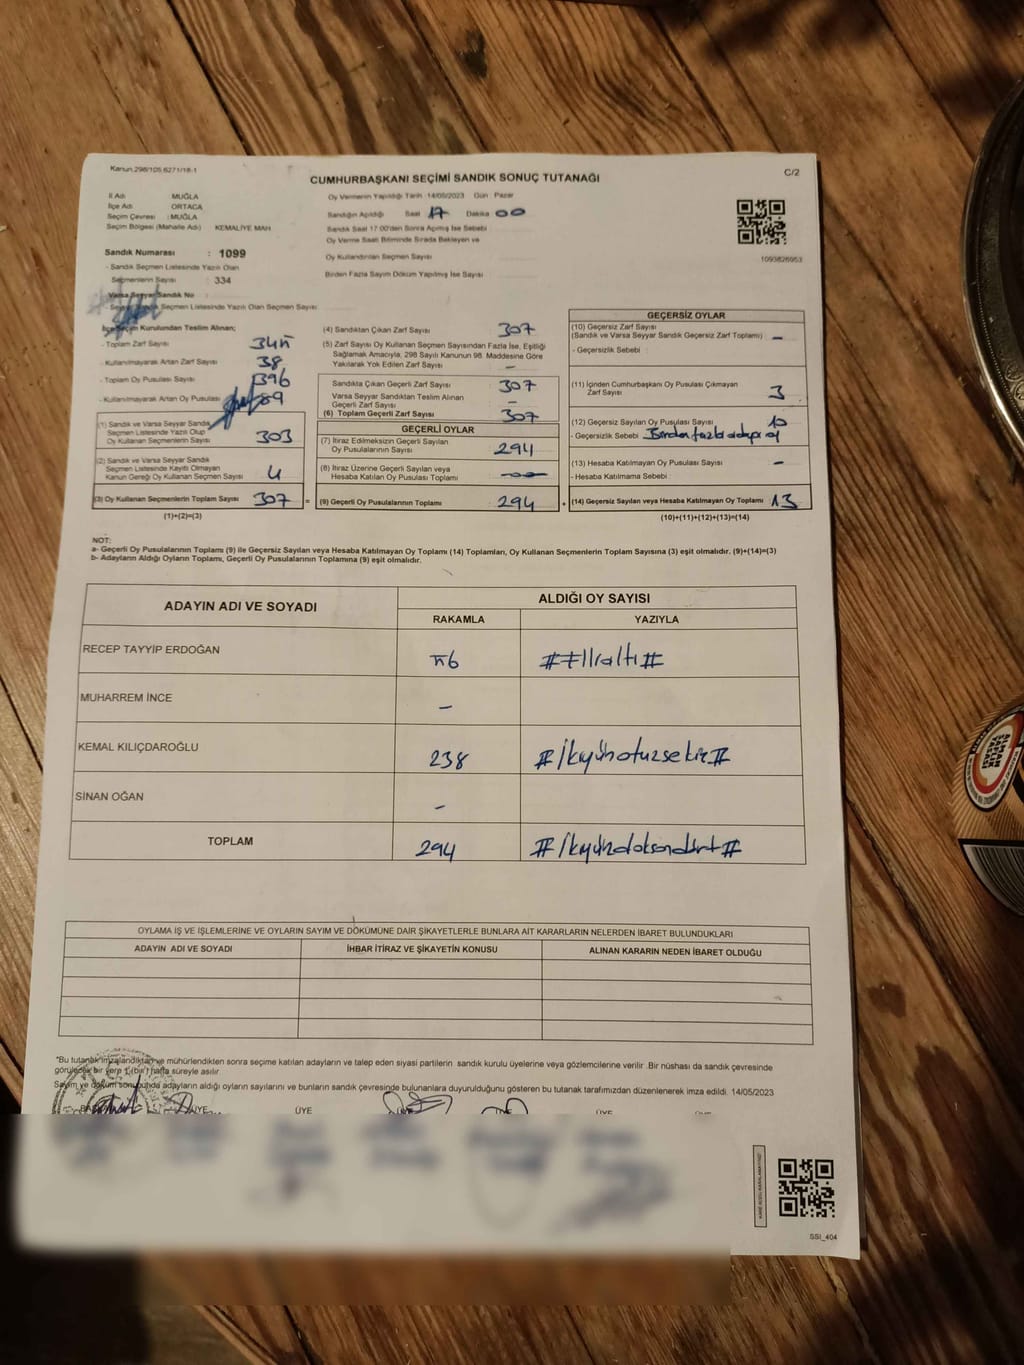 Kanun 298/105,6271/18-1
CUMHURBAŞKANI SEÇİMİ SANDIK SONUÇ TUTANAĞI
C/2
İl Adı : MUĞLA
İlçe Adı : ORTACA
Seçim Çevresi : MUĞLA
Seçim Bölgesi (Mahalle Adı) : KEMALİYE MAH
Oy Vermenin Yapıldığı Tarih : 14/05/2023 Gün : Pazar
Sandığın Açıldığı Saat 17 Dakika 00
Sandık Saat 17:00'den Sonra Açılmış İse Sebebi
Oy Verme Saati Bitiminde Sırada Bekleyen ve
Oy Kullandırılan Seçmen Sayısı
Birden Fazla Sayım Döküm Yapılmış İse Sayısı
1093826953
Sandık Numarası : 1099
- Sandık Seçmen Listesinde Yazılı Olan
Seçmenlerin Sayısı : 334
Varsa Seyyar Sandık No
Seçmen Listesinde Yazılı Olan Seçmen Sayısı
İlçe Seçim Kurulundan Teslim Alınan;
- Toplam Zarf Sayısı
- Kullanılmayarak Artan Zarf Sayısı 38
- Toplam Oy Pusulası Sayısı 396
- Kullanılmayarak Artan Oy Pusulası 89
(1) Sandık ve Varsa Seyyar Sandık
Seçmen Listesinde Yazılı Olup
Oy Kullanan Seçmenlerin Sayısı 303
(2) Sandık ve Varsa Seyyar Sandık
Seçmen Listesinde Kayıtlı Olmayan
Kanun Gereği Oy Kullanan Seçmen Sayısı 4
(3) Oy Kullanan Seçmenlerin Toplam Sayısı 307 =
(1)+(2)=(3)
(4) Sandıktan Çıkan Zarf Sayısı 307
(5) Zarf Sayısı Oy Kullanan Seçmen Sayısından Fazla İse, Eşitliği
Sağlamak Amacıyla, 298 Sayılı Kanunun 98. Maddesine Göre
Yakılarak Yok Edilen Zarf Sayısı -
Sandıkla Çıkan Geçerli Zarf Sayısı 307
Varsa Seyyar Sandıktan Teslim Alınan
Geçerli Zarf Sayısı -
(6) Toplam Geçerli Zarf Sayısı 307
GEÇERLİ OYLAR
(7) İtiraz Edilmeksizin Geçerli Sayılan
Oy Pusulalarının Sayısı 294
(8) İtiraz Üzerine Geçerli Sayılan veya
Hesaba Katılan Oy Pusulası Toplamı
(9) Geçerli Oy Pusulalarının Toplamı 294 +
GEÇERSİZ OYLAR
(10) Geçersiz Zarf Sayısı
(Sandık ve Varsa Seyyar Sandık Geçersiz Zarf Toplamı) -
- Geçersizlik Sebebi :
(11) İçinden Cumhurbaşkanı Oy Pusulası Çıkmayan
Zarf Sayısı 3
(12) Geçersiz Sayılan Oy Pusulası Sayısı 10
- Geçersizlik Sebebi Birden fazla adaya oy
(13) Hesaba Katılmayan Oy Pusulası Sayısı -
- Hesaba Katılmama Sebebi :
(14) Geçersiz Sayılan veya Hesaba Katılmayan Oy Toplamı 13
(10)+(11)+(12)+(13)=(14)
NOT:
a- Geçerli Oy Pusulalarının Toplamı (9) ile Geçersiz Sayılan veya Hesaba Katılmayan Oy Toplamı (14) Toplamları, Oy Kullanan Seçmenlerin Toplam Sayısına (3) eşit olmalıdır. (9)+(14)=(3)
b- Adayların Aldığı Oyların Toplamı, Geçerli Oy Pusulalarının Toplamına (9) eşit olmalıdır.
ADAYIN ADI VE SOYADI ALDIĞI OY SAYISI
RAKAMLA YAZIYLA
RECEP TAYYİP ERDOĞAN 56 ##Ellialtı#
MUHARREM İNCE -
KEMAL KILIÇDAROĞLU 238 #İkiyüzotuzsekiz#
SİNAN OĞAN -
TOPLAM 294 #İkiyüzdoksandört#
OYLAMA İŞ VE İŞLEMLERİNE VE OYLARIN SAYIM VE DÖKÜMÜNE DAİR ŞİKAYETLERLE BUNLARA AİT KARARLARIN NELERDEN İBARET BULUNDUKLARI
ADAYIN ADI VE SOYADI İHBAR İTİRAZ VE ŞİKAYETİN KONUSU ALINAN KARARIN NEDEN İBARET OLDUĞU
*Bu tutanak imzalandıktan ve mühürlendikten sonra seçime katılan adayların ve talep eden siyasi partilerin sandık kurulu üyelerine veya gözlemcilerine verilir. Bir nüshası da sandık çevresinde
görülecek bir yere 1 (bir) hafta süreyle asılır.
Sayım ve döküm sonucunda adayların aldığı oyların sayılarını ve bunların sandık çevresinde bulunanlara duyurulduğunu gösteren bu tutanak tarafımızdan düzenlenerek imza edildi. 14/05/2023
ÜYE ÜYE ÜYE ÜYE ÜYE
SSI_404